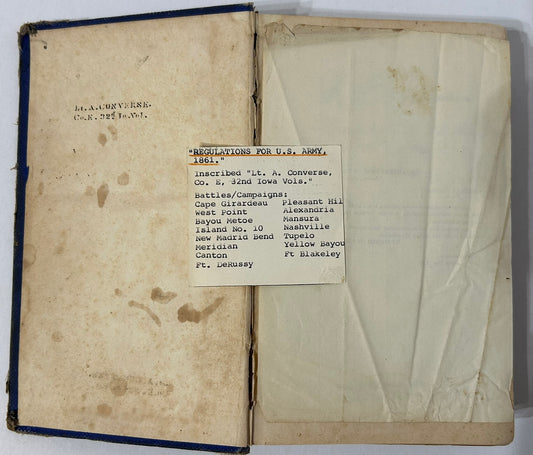 Lt. A. CONVERSE.
Co. E. 32d Io. Vol.
"REGULATIONS FOR U.S. ARMY,
1861."
Inscribed "Lt. A. Converse,
Co. E, 32nd Iowa Vols."
Battles/Campaigns:
Cape Girardeau
West Point
Bayou Metoe
Island No. 10
New Madrid Bend
Meridian
Canton
Ft. DeRussy
Pleasant Hil
Alexandria
Mansura
Nashville
Tupelo
Yellow Bayou
Ft Blakeley